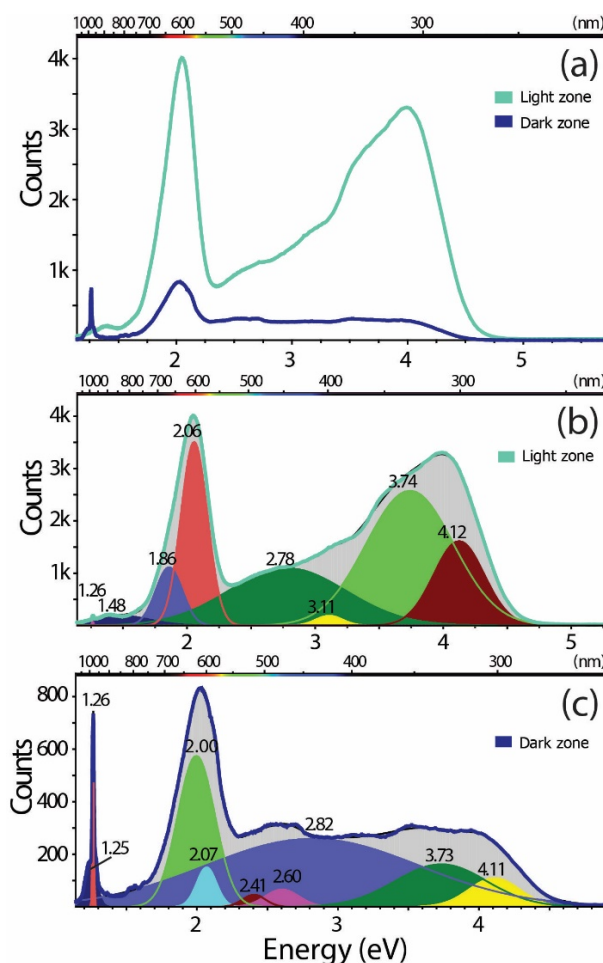 1000 800 700 600 500 400 300 (nm)
(a)
4k
Light zone
3k
Dark zone
Counts
2k
1k
2 3 4 5
1000 800 700 600 500 400 300 (nm)
(b)
4k
Light zone
2.06
3k
3.74
Counts
2k
4.12
1.86
2.78
1k
1.26
1.48
3.11
2 3 4 5
1000 800 700 600 500 400 300 (nm)
(c)
1.26
800
Dark zone
600
2.00
Counts
400
2.82
1.25
200
2.07
2.41
2.60
3.73
4.11
2 3 4
Energy (eV)